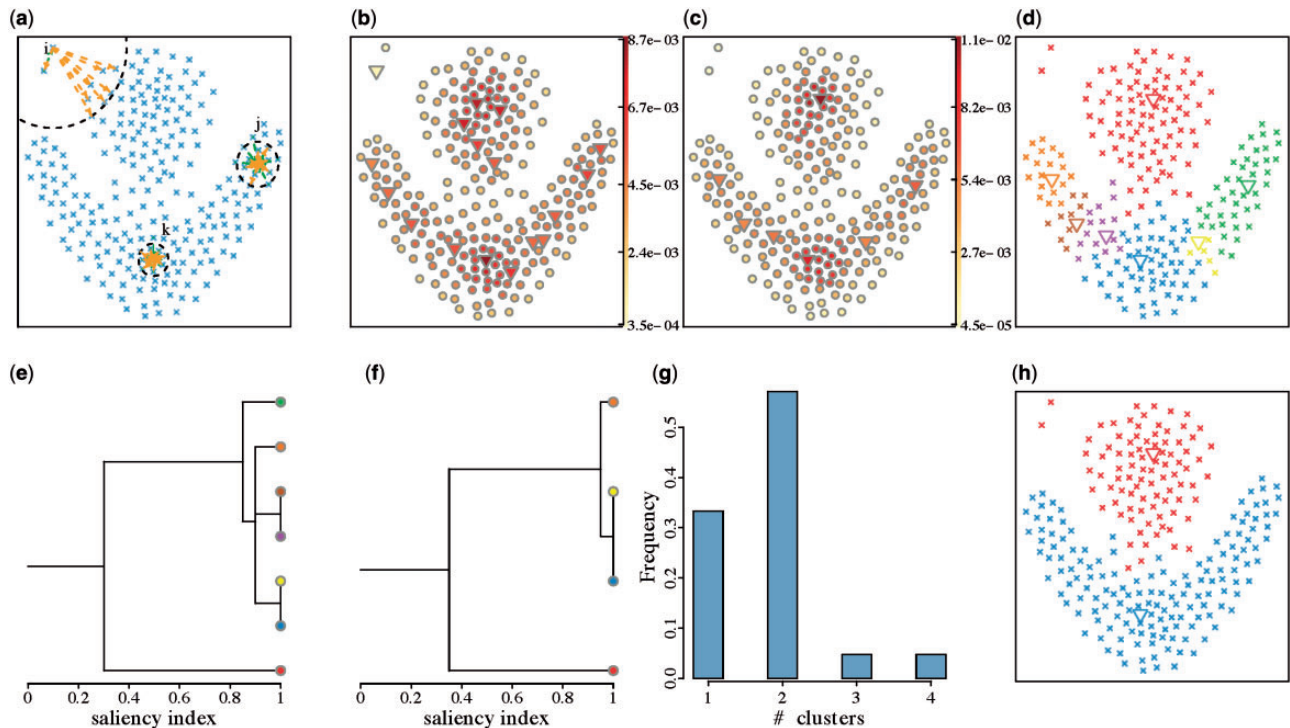 (a)
(b)
(c)
(d)
i
j
k
8.7e− 03
6.7e− 03
4.5e− 03
2.4e− 03
3.5e− 04
1.1e− 02
8.2e− 03
5.4e− 03
2.7e− 03
4.5e− 05
(e)
(f)
(g)
(h)
0 0.2 0.4 0.6 0.8 1
saliency index
0 0.2 0.4 0.6 0.8 1
saliency index
Frequency
0.0 0.1 0.2 0.3 0.4 0.5
1 2 3 4
# clusters